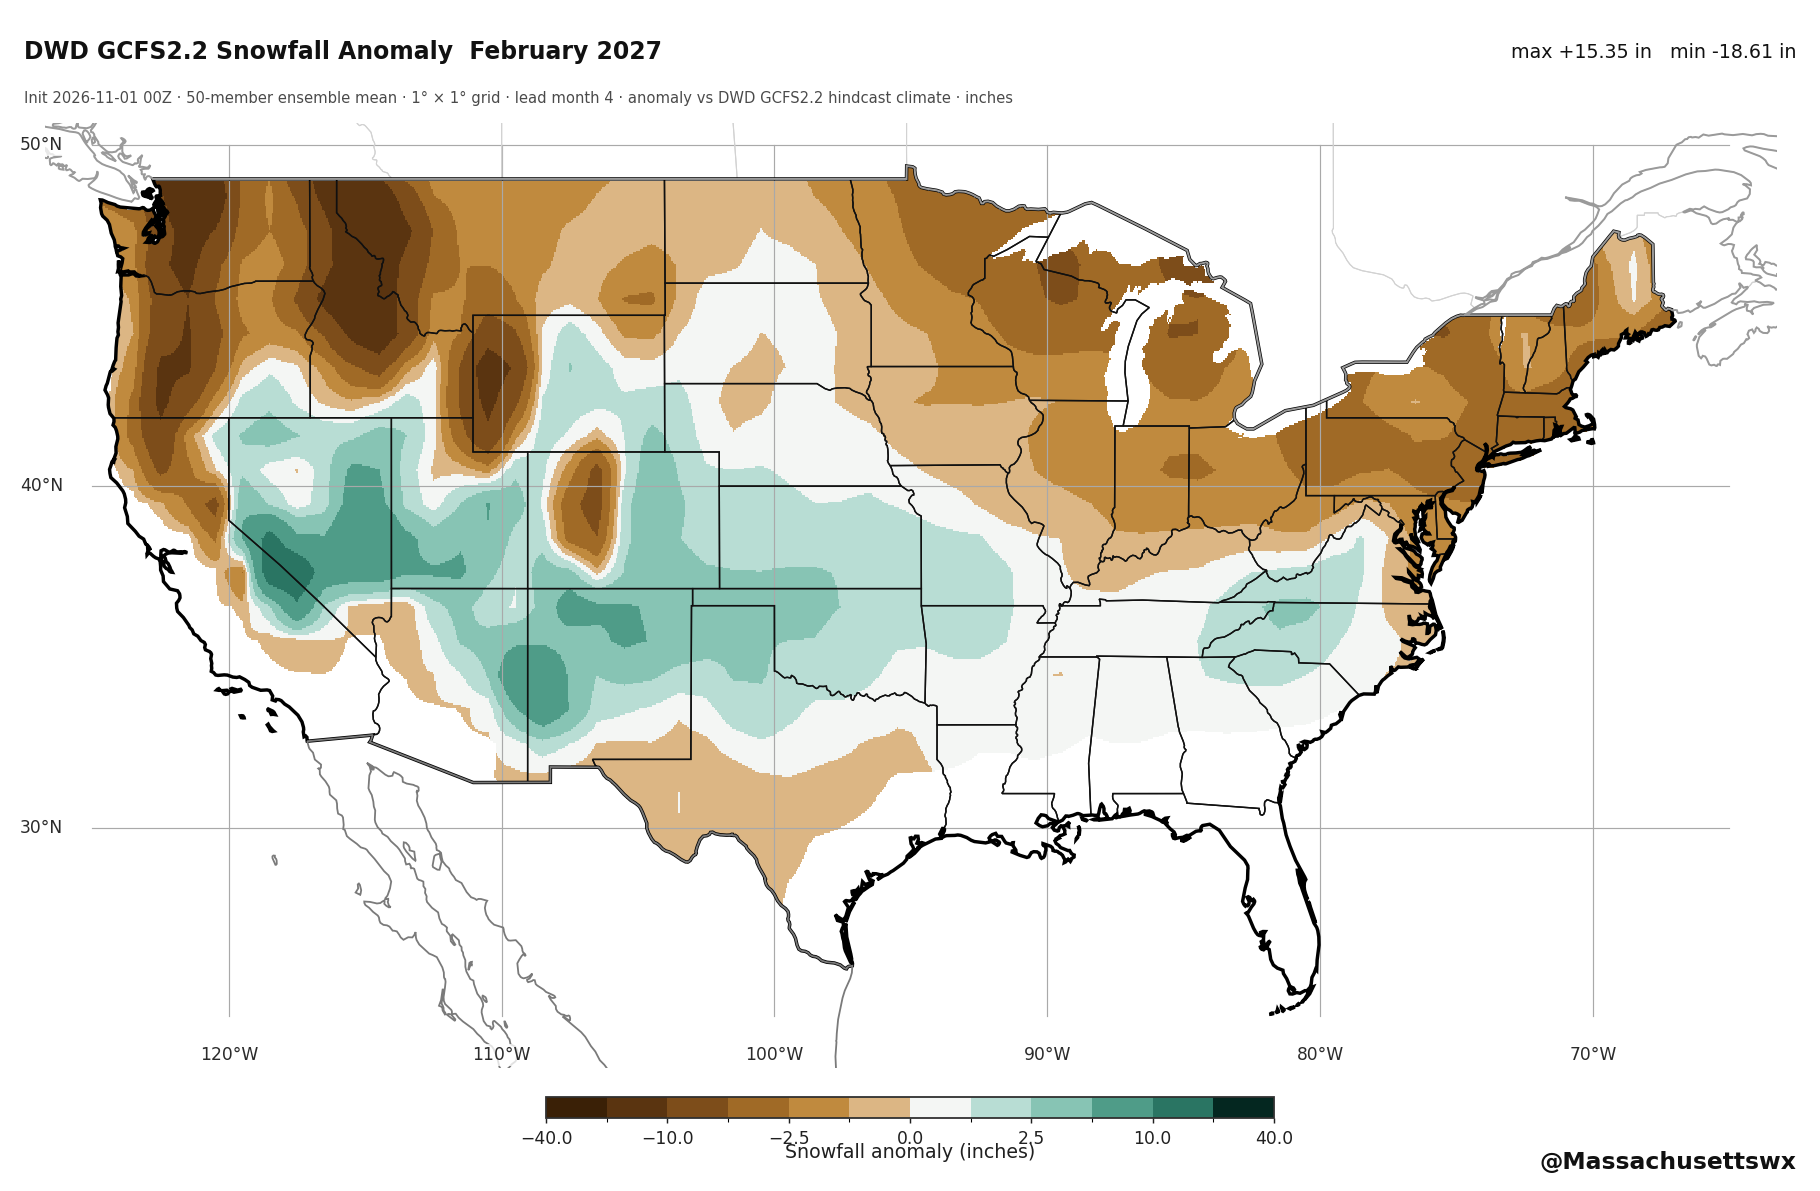 DWD GCFS2.2 Snowfall Anomaly  February 2027
max +15.35 in   min -18.61 in
Init 2026-11-01 00Z · 50-member ensemble mean · 1° × 1° grid · lead month 4 · anomaly vs DWD GCFS2.2 hindcast climate · inches
50°N
40°N
30°N
120°W 110°W 100°W 90°W 80°W 70°W
−40.0 −10.0 −2.5 0.0 2.5 10.0 40.0
Snowfall anomaly (inches)
@Massachusettswx